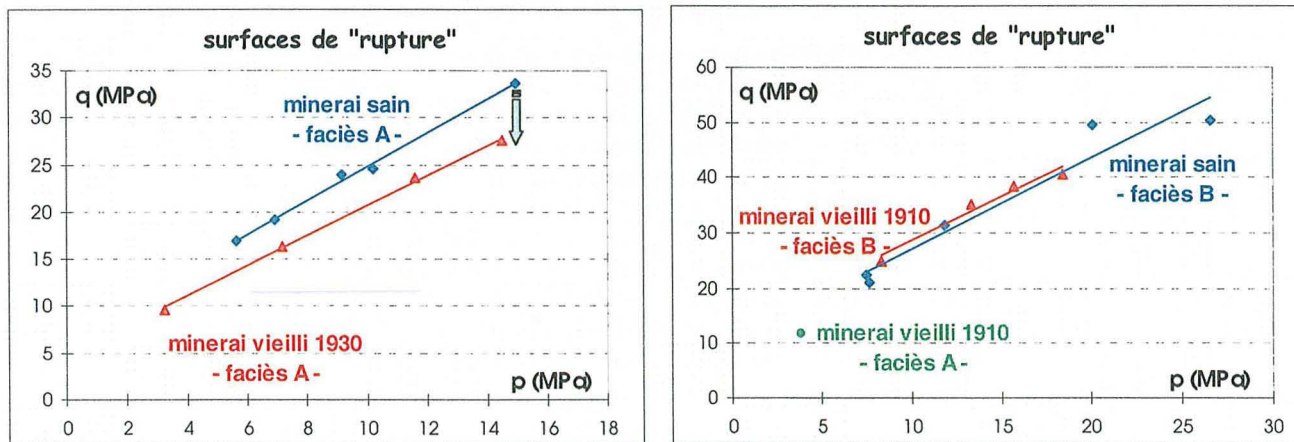 surfaces de "rupture"
q (MPa)
35
30
25
20
15
10
5
0
minerai sain
- faciès A -
minerai vieilli 1930
- faciès A -
p (MPa)
0 2 4 6 8 10 12 14 16 18
surfaces de "rupture"
q (MPa)
60
50
40
30
20
10
0
minerai sain
- faciès B -
minerai vieilli 1910
- faciès B -
minerai vieilli 1910
- faciès A -
p (MPa)
0 5 10 15 20 25 30